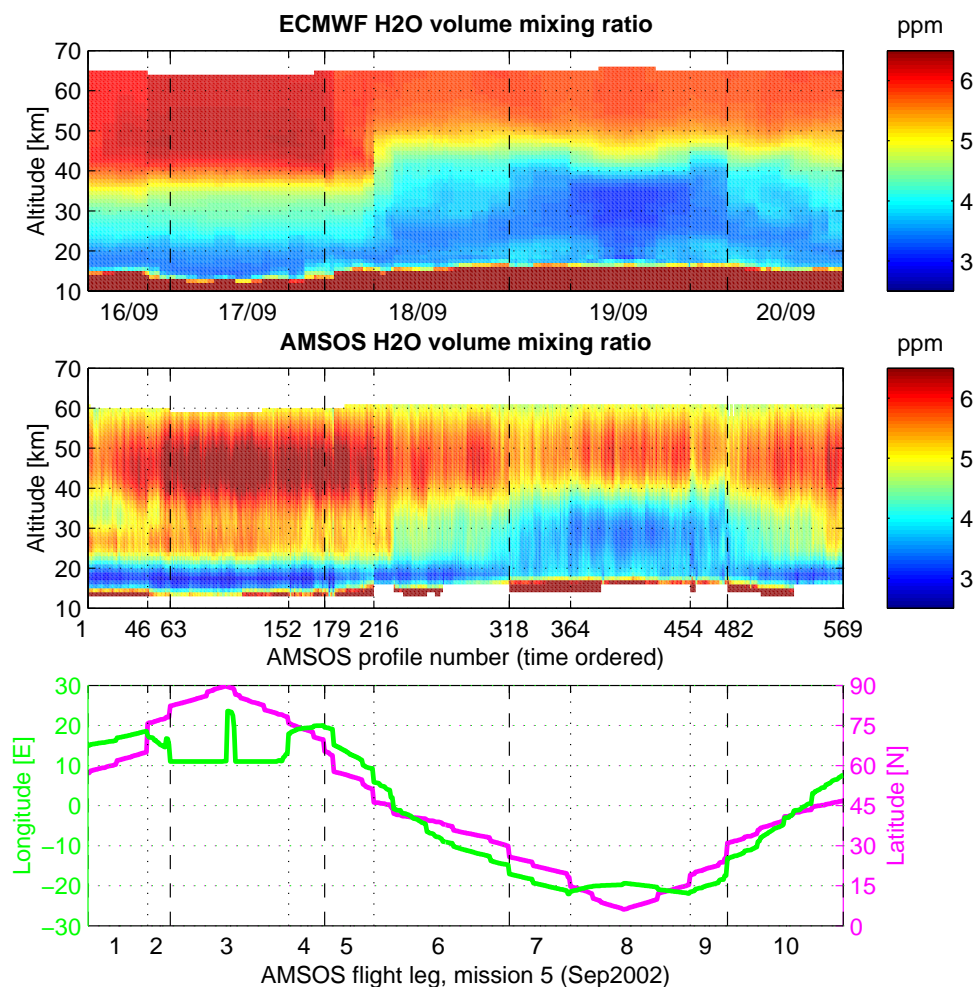 ECMWF H2O volume mixing ratio
ppm
70
60
50
40
30
20
10
Altitude [km]
6
5
4
3
16/09 17/09 18/09 19/09 20/09
AMSOS H2O volume mixing ratio
ppm
70
60
50
40
30
20
10
Altitude [km]
6
5
4
3
1 46 63 152 179 216 318 364 454 482 569
AMSOS profile number (time ordered)
30
20
10
0
−10
−20
−30
Longitude [E]
90
75
60
45
30
15
0
Latitude [N]
1 2 3 4 5 6 7 8 9 10
AMSOS flight leg, mission 5 (Sep2002)